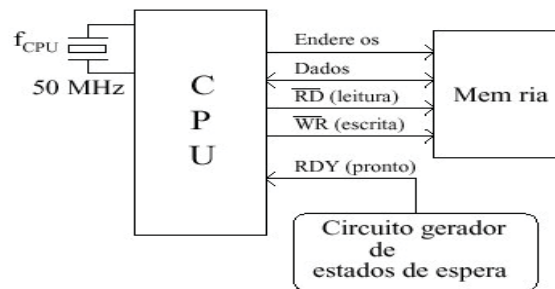 fCPU
50 MHz
C
P
U
Endere os
Dados
RD (leitura)
WR (escrita)
RDY (pronto)
Mem ria
Circuito gerador
de
estados de espera